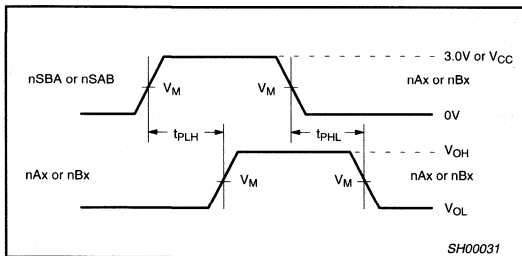 3.0V or VCC
nSBA or nSAB
nAx or nBx
VM
VM
0V
tPLH
tPHL
VOH
nAx or nBx
VM
VM
nAx or nBx
VOL
SH00031